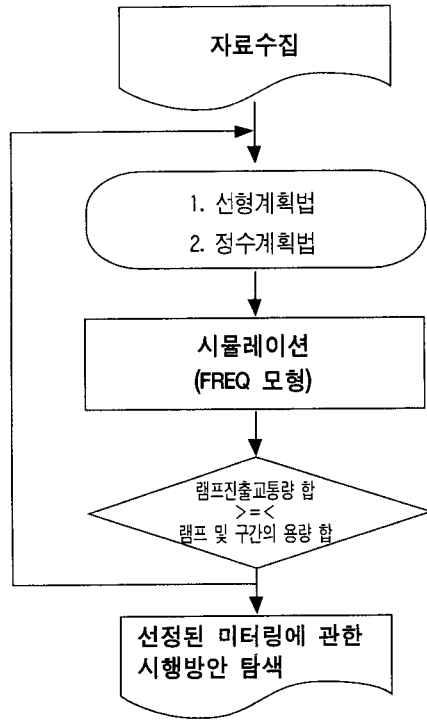 자료수집
1. 선형계획법
2. 정수계획법
시뮬레이션
(FREQ 모형)
램프진출교통량 합
>=<
램프 및 구간의 용량 합
선정된 미터링에 관한
시행방안 탐색